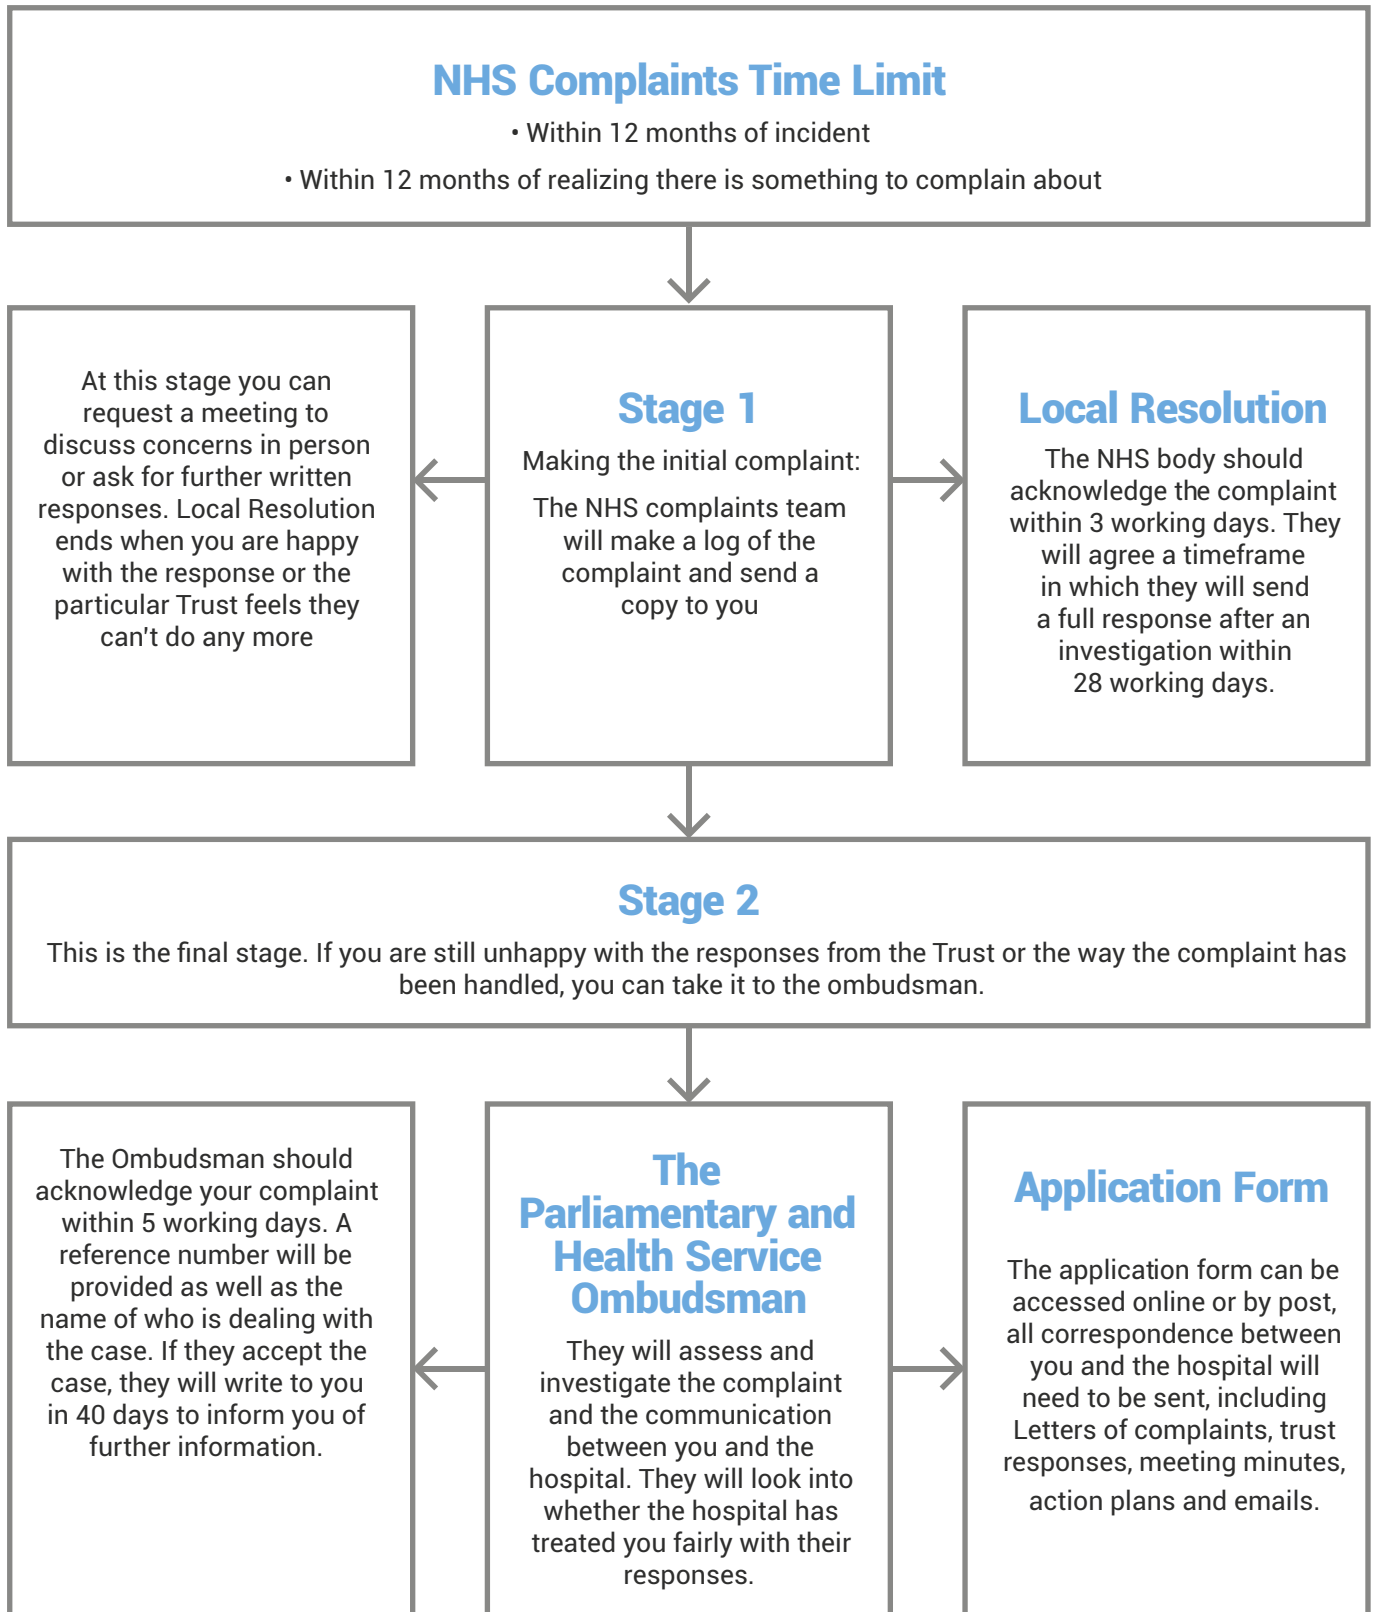 NHS Complaints Time Limit
• Within 12 months of incident
• Within 12 months of realizing there is something to complain about
At this stage you can
request a meeting to
discuss concerns in person
or ask for further written
responses. Local Resolution
ends when you are happy
with the response or the
particular Trust feels they
can't do any more
Stage 1
Making the initial complaint:
The NHS complaints team
will make a log of the
complaint and send a
copy to you
Local Resolution
The NHS body should
acknowledge the complaint
within 3 working days. They
will agree a timeframe
in which they will send
a full response after an
investigation within
28 working days.
Stage 2
This is the final stage. If you are still unhappy with the responses from the Trust or the way the complaint has
been handled, you can take it to the ombudsman.
The Ombudsman should
acknowledge your complaint
within 5 working days. A
reference number will be
provided as well as the
name of who is dealing with
the case. If they accept the
case, they will write to you
in 40 days to inform you of
further information.
The
Parliamentary and
Health Service
Ombudsman
They will assess and
investigate the complaint
and the communication
between you and the
hospital. They will look into
whether the hospital has
treated you fairly with their
responses.
Application Form
The application form can be
accessed online or by post,
all correspondence between
you and the hospital will
need to be sent, including
Letters of complaints, trust
responses, meeting minutes,
action plans and emails.